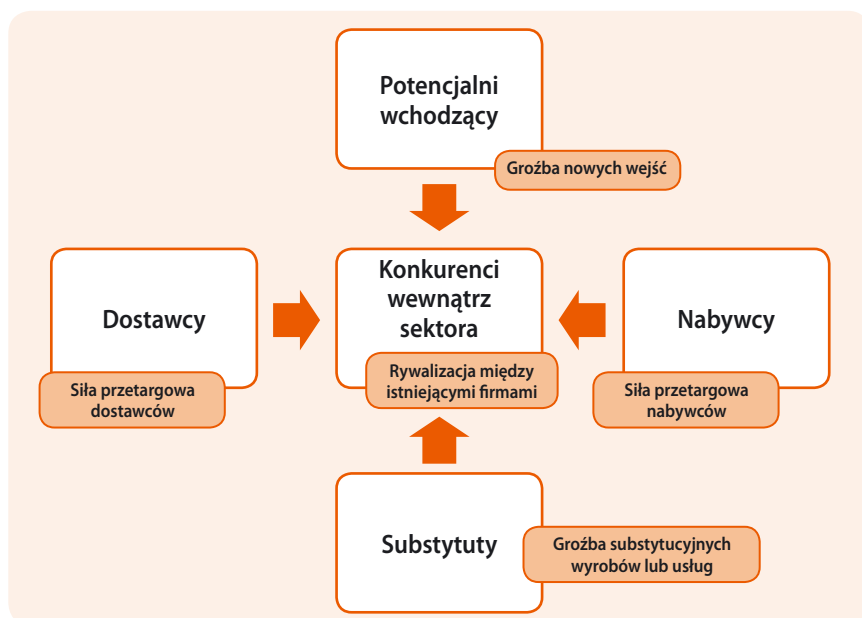 Potencjalni
wchodzący
Groźba nowych wejść
Dostawcy
Siła przetargowa
dostawców
Konkurenci
wewnątrz
sektora
Rywalizacja między
istniejącymi firmami
Nabywcy
Siła przetargowa
nabywców
Substytuty
Groźba substytucyjnych
wyrobów lub usług